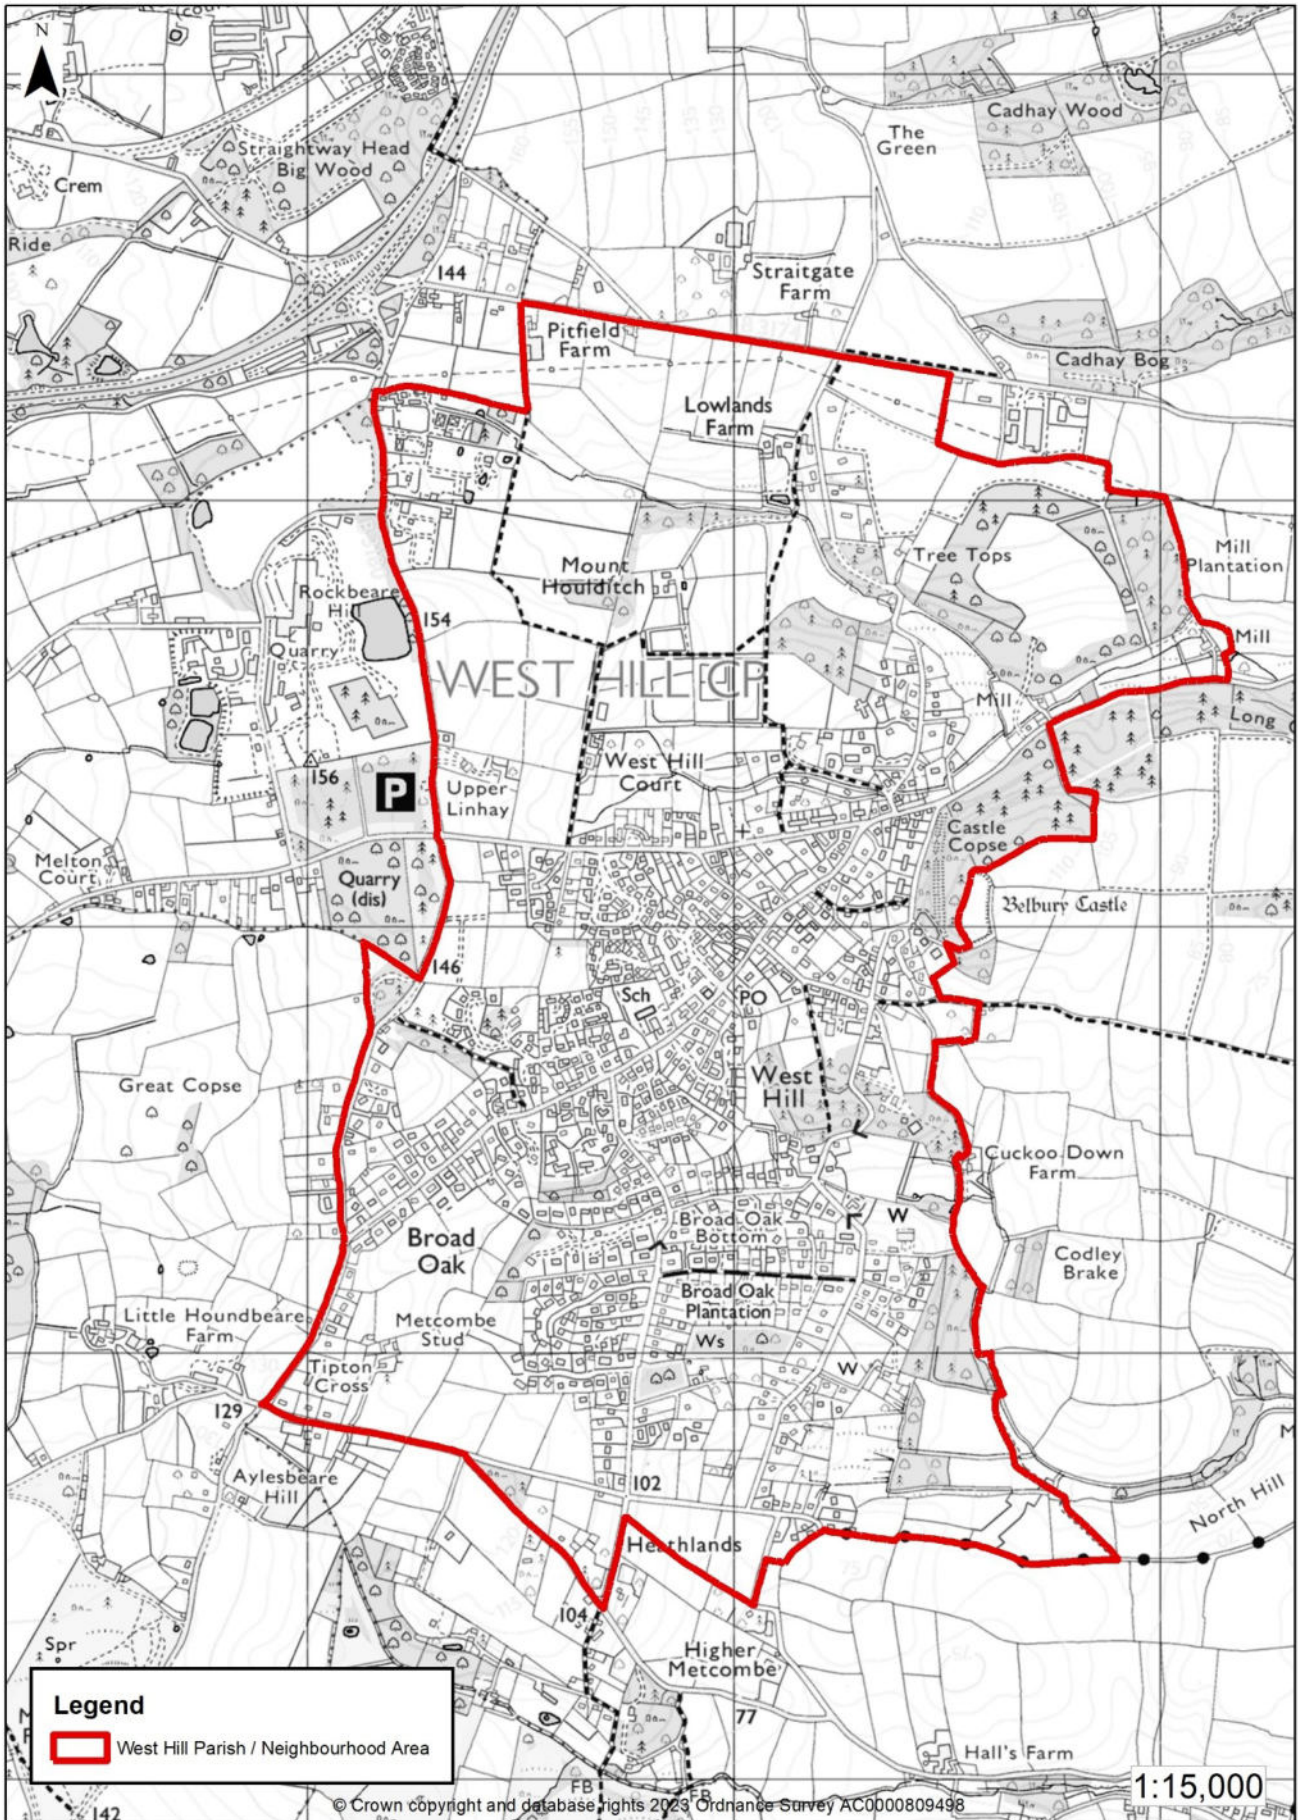 N
Straightway Head
Big Wood
Crem
Ride
Cadhay Wood
The
Green
144
Straitgate
Farm
Pitfield
Farm
B 3174
Cadhay Bog
Lowlands
Farm
Mount
Houlditch
Tree Tops
Mill
Plantation
Rockbeare
Hill
Quarry
154
Mill
WEST HILL CP
Mill
Long
156
P
Upper
Linhay
West Hill
Court
Castle
Copse
Melton
Court
Quarry
(dis)
Belbury Castle
146
Sch
PO
Great Copse
West
Hill
Cuckoo Down
Farm
W
Broad
Oak
Broad Oak
Bottom
Codley
Brake
Broad Oak
Plantation
Little Houndbeare
Farm
Metcombe
Stud
Ws
Tipton
Cross
W
129
Aylesbeare
Hill
102
North Hill
Heathlands
104
Spr
Higher
Metcombe
77
Hall's Farm
Legend
West Hill Parish / Neighbourhood Area
1:15,000
FB
FB
142
© Crown copyright and database rights 2023 Ordnance Survey AC0000809498